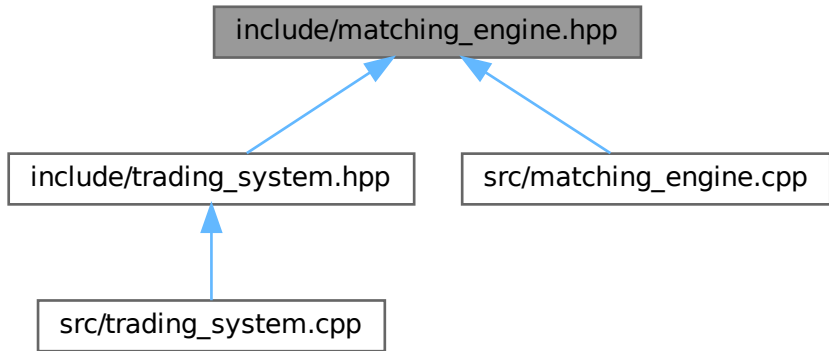 include/matching_engine.hpp
include/trading_system.hpp
src/matching_engine.cpp
src/trading_system.cpp